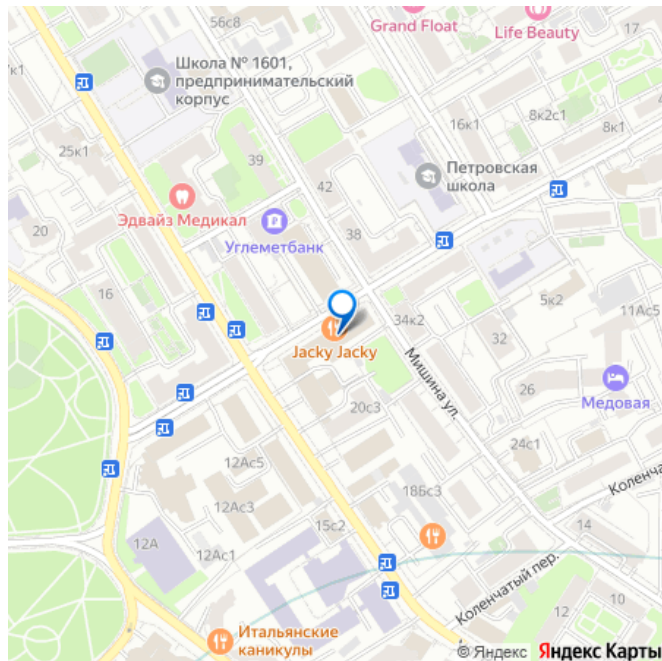 56с8
Grand Float
Life Beauty
17
Школа № 1601,
предпринимательский
корпус
8к2с1
16к1
8к1
25к1
39
Петровская
школа
42
Эдвайз Медикал
20
38
Углеметбанк
16
5к2
11Ас5
34к2
32
Jacky Jacky
Мишина ул.
26
Медовая
20с3
24с1
12Ас5
Коленча
18Бс3
12Ас3
15с2
14
12А
12Ас1
Коленчатый пер.
12
10
Итальянские
каникулы
© Яндекс Яндекс Карты